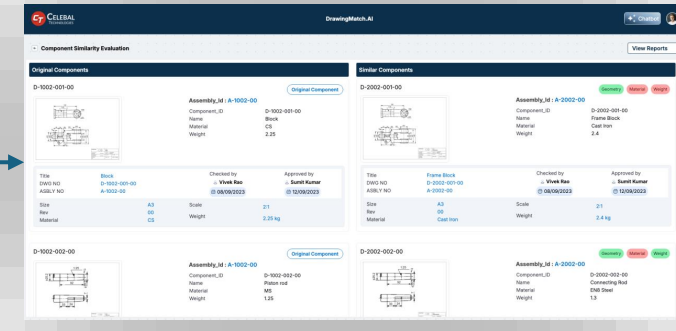 CELEBAL
TECHNOLOGIES
DrawingMatch.AI
Chatbot
Component Similarity Evaluation
View Reports
Original Components
D-1002-001-00
Original Component
Assembly_Id : A-1002-00
Component_ID D-1002-001-00
Name Block
Material CS
Weight 2.25
Title Block
DWG NO D-1002-001-00
ASBLY NO A-1002-00
Checked by
Vivek Rao
08/09/2023
Approved by
Sumit Kumar
12/09/2023
Size A3
Rev 00
Material CS
Scale 2:1
Weight 2.25 kg
D-1002-002-00
Original Component
Assembly_Id : A-1002-00
Component_ID D-1002-002-00
Name Piston rod
Material MS
Weight 1.25
Similar Components
D-2002-001-00
Geometry Material Weight
Assembly_Id : A-2002-00
Component_ID D-2002-001-00
Name Frame Block
Material Cast Iron
Weight 2.4
Title Frame Block
DWG NO D-2002-001-00
ASBLY NO A-2002-00
Checked by
Vivek Rao
08/09/2023
Approved by
Sumit Kumar
12/09/2023
Size A3
Rev 00
Material Cast Iron
Scale 2:1
Weight 2.4 kg
D-2002-002-00
Geometry Material Weight
Assembly_Id : A-2002-00
Component_ID D-2002-002-00
Name Connecting Rod
Material EN8 Steel
Weight 1.3